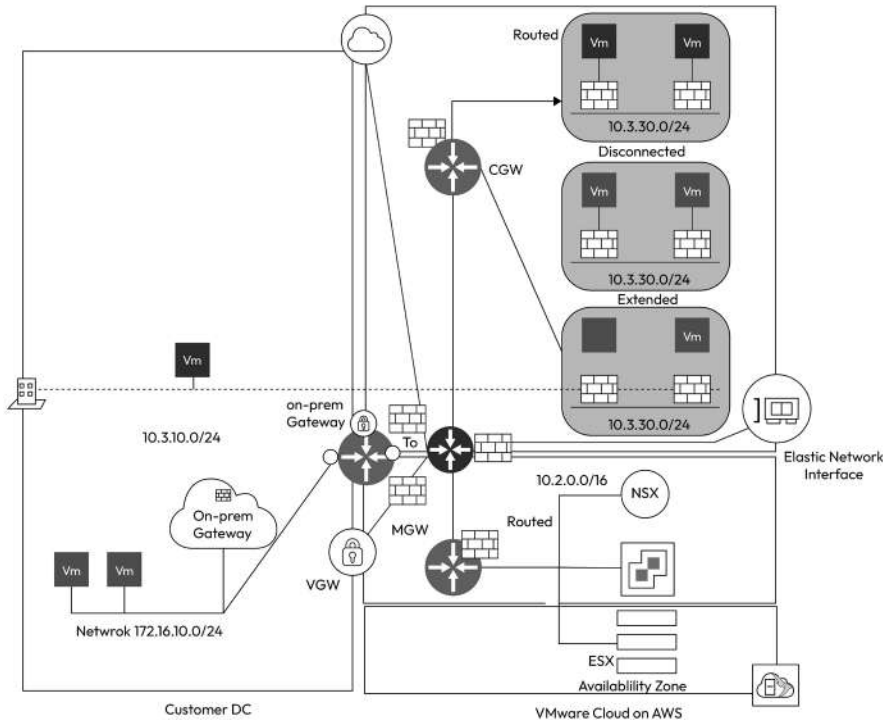 Routed
Vm
Vm
10.3.30.0/24
Disconnected
CGW
Vm
Vm
10.3.30.0/24
Extended
Vm
Vm
10.3.30.0/24
10.3.10.0/24
on-prem
Gateway
To
Elastic Network
Interface
10.2.0.0/16
NSX
On-prem
Gateway
MGW
Routed
VGW
Vm
Vm
Netwrok 172.16.10.0/24
ESX
Availablility Zone
Customer DC
VMware Cloud on AWS